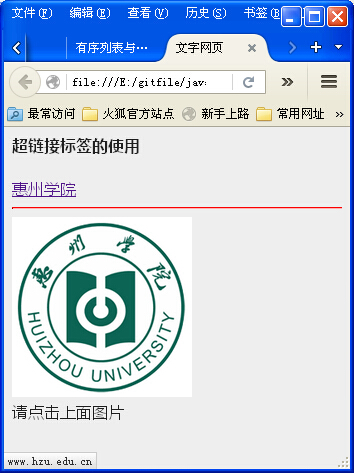 文件(F) 编辑(E) 查看(V) 历史(S) 书签(B)
有序列表与… 文字网页
file:///E:/gitfile/jav
最常访问 火狐官方站点 新手上路 常用网址
超链接标签的使用
惠州学院
惠州学院
HUIZHOU UNIVERSITY
请点击上面图片
www.hzu.edu.cn